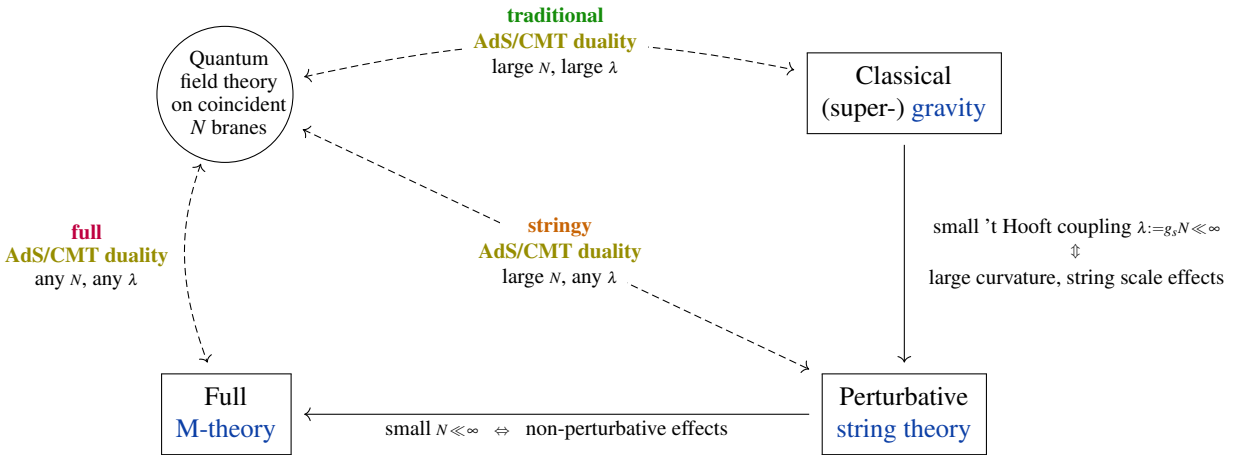 traditional
AdS/CMT duality
large N, large λ
Quantum
field theory
on coincident
N branes
Classical
(super-) gravity
full
AdS/CMT duality
any N, any λ
stringy
AdS/CMT duality
large N, any λ
small ’t Hooft coupling λ:=gₛN≪∞
⇕
large curvature, string scale effects
Full
M-theory
small N≪∞ ⇔ non-perturbative effects
Perturbative
string theory